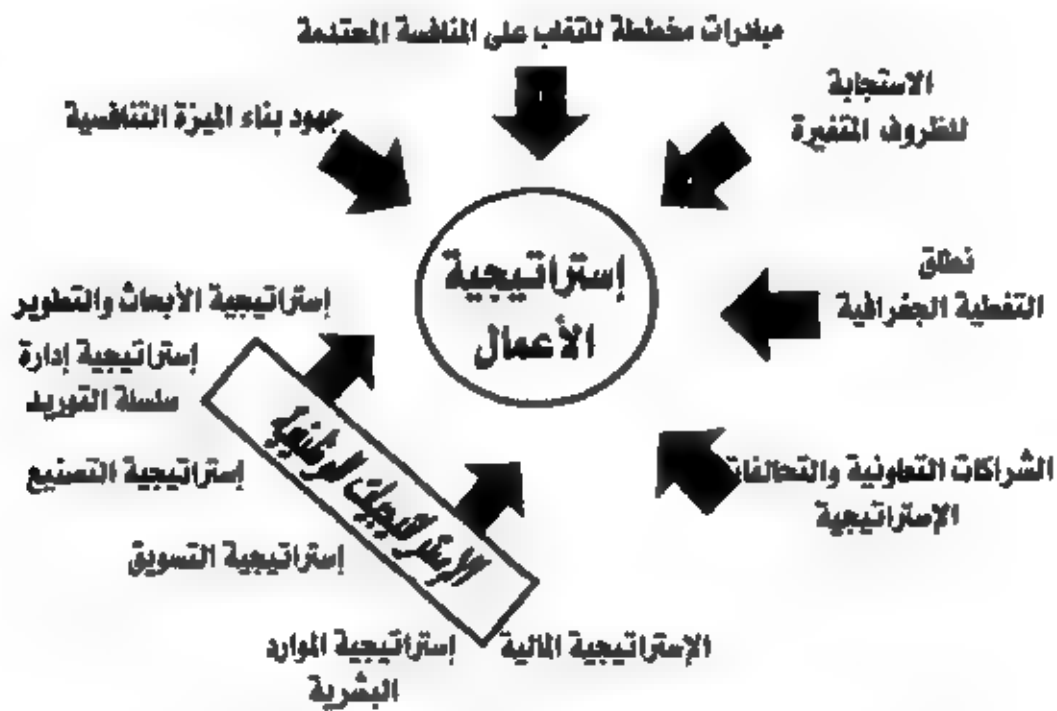 مبادرات مخططة للتغلب على المنافسة المحتدمة
الاستجابة
للظروف المتغيرة
جهود بناء الميزة التنافسية
إستراتيجية
الأعمال
نطاق
التغطية الجغرافية
الشراكات التعاونية والتحالفات
الإستراتيجية
إستراتيجية الأبحاث والتطوير
إستراتيجية إدارة
سلسلة التوريد
إستراتيجية التصنيع
إستراتيجية التسويق
إستراتيجية الموارد
البشرية
الإستراتيجية المالية
الإستراتيجيات الوظيفية